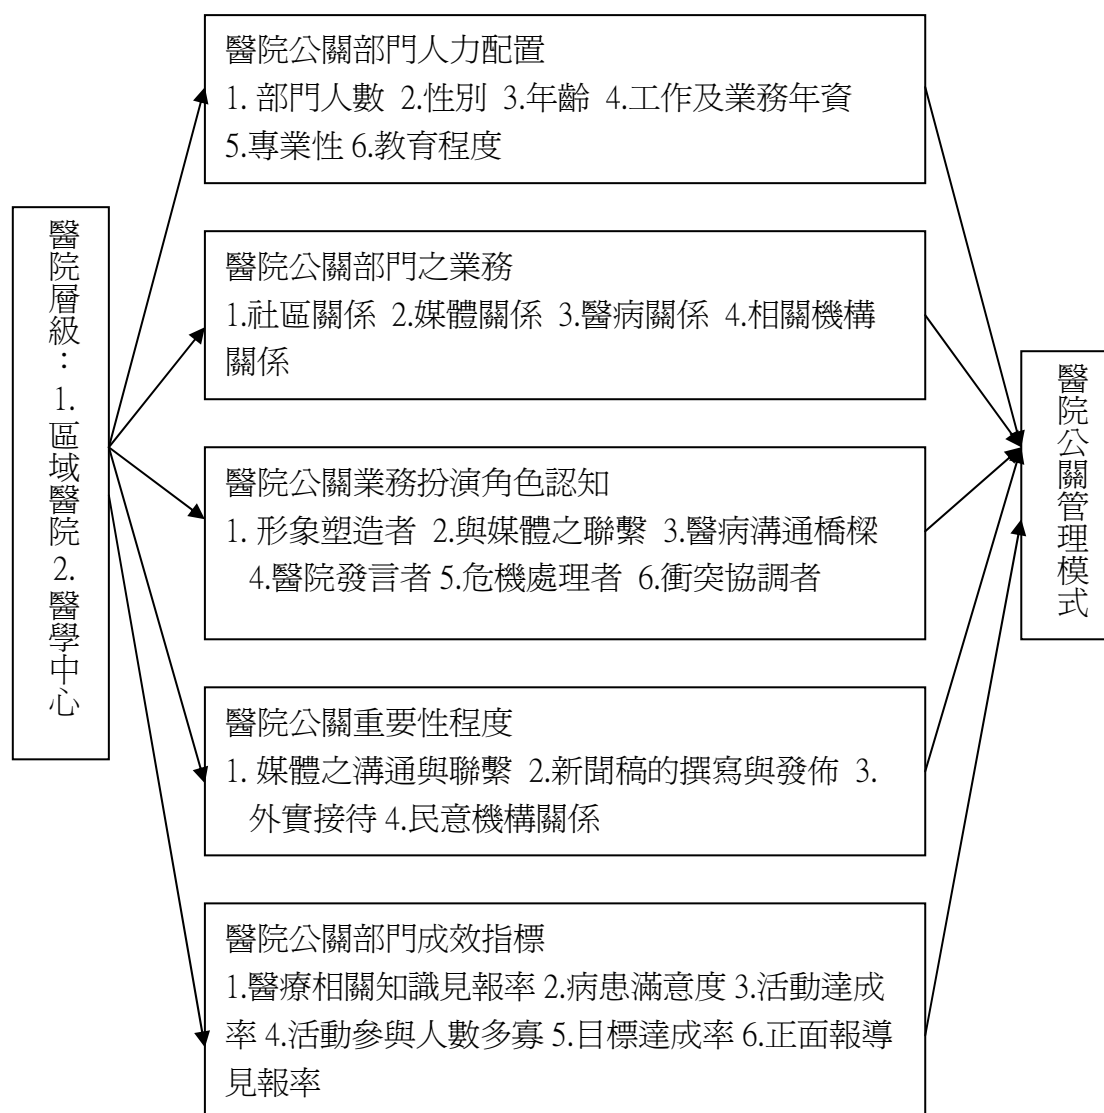 醫院公關部門人力配置
1. 部門人數 2.性別 3.年齡 4.工作及業務年資
5.專業性 6.教育程度
醫院層級：1.區域醫院2.醫學中心
醫院公關部門之業務
1.社區關係 2.媒體關係 3.醫病關係 4.相關機構
關係
醫院公關業務扮演角色認知
1. 形象塑造者 2.與媒體之聯繫 3.醫病溝通橋樑
4.醫院發言者 5.危機處理者 6.衝突協調者
醫院公關重要性程度
1. 媒體之溝通與聯繫 2.新聞稿的撰寫與發佈 3.
外賓接待 4.民意機構關係
醫院公關部門成效指標
1.醫療相關知識見報率 2.病患滿意度 3.活動達成
率 4.活動參與人數多寡 5.目標達成率 6.正面報導
見報率
醫院公關管理模式